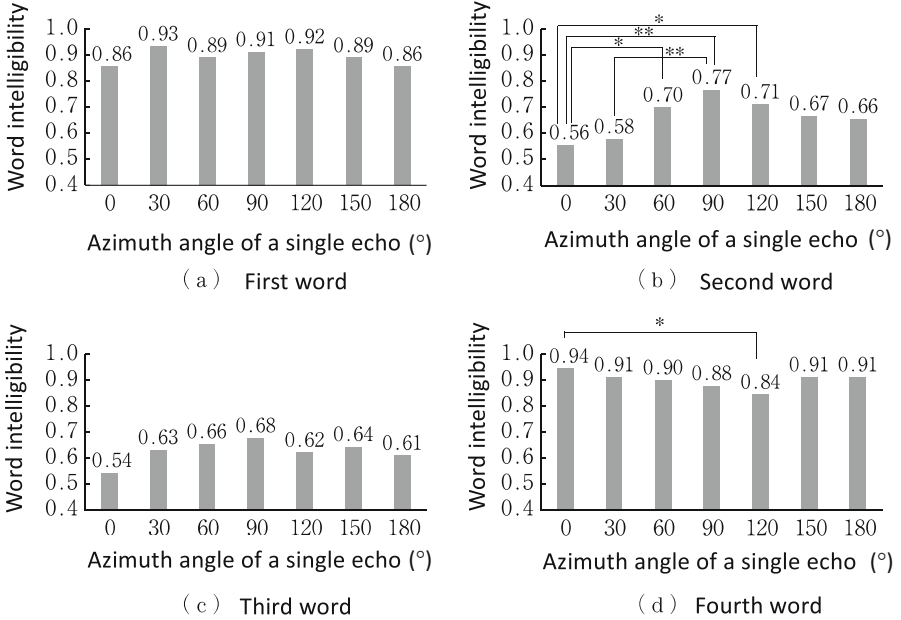 Word intelligibility
1.0
0.9
0.8
0.7
0.6
0.5
0.4
0.86 0.93 0.89 0.91 0.92 0.89 0.86
0 30 60 90 120 150 180
Azimuth angle of a single echo (°)
(a) First word
Word intelligibility
1.0
0.9
0.8
0.7
0.6
0.5
0.4
*
**
*
**
0.56 0.58 0.70 0.77 0.71 0.67 0.66
0 30 60 90 120 150 180
Azimuth angle of a single echo (°)
(b) Second word
Word intelligibility
1.0
0.9
0.8
0.7
0.6
0.5
0.4
0.54 0.63 0.66 0.68 0.62 0.64 0.61
0 30 60 90 120 150 180
Azimuth angle of a single echo (°)
(c) Third word
Word intelligibility
1.0
0.9
0.8
0.7
0.6
0.5
0.4
*
0.94 0.91 0.90 0.88 0.84 0.91 0.91
0 30 60 90 120 150 180
Azimuth angle of a single echo (°)
(d) Fourth word